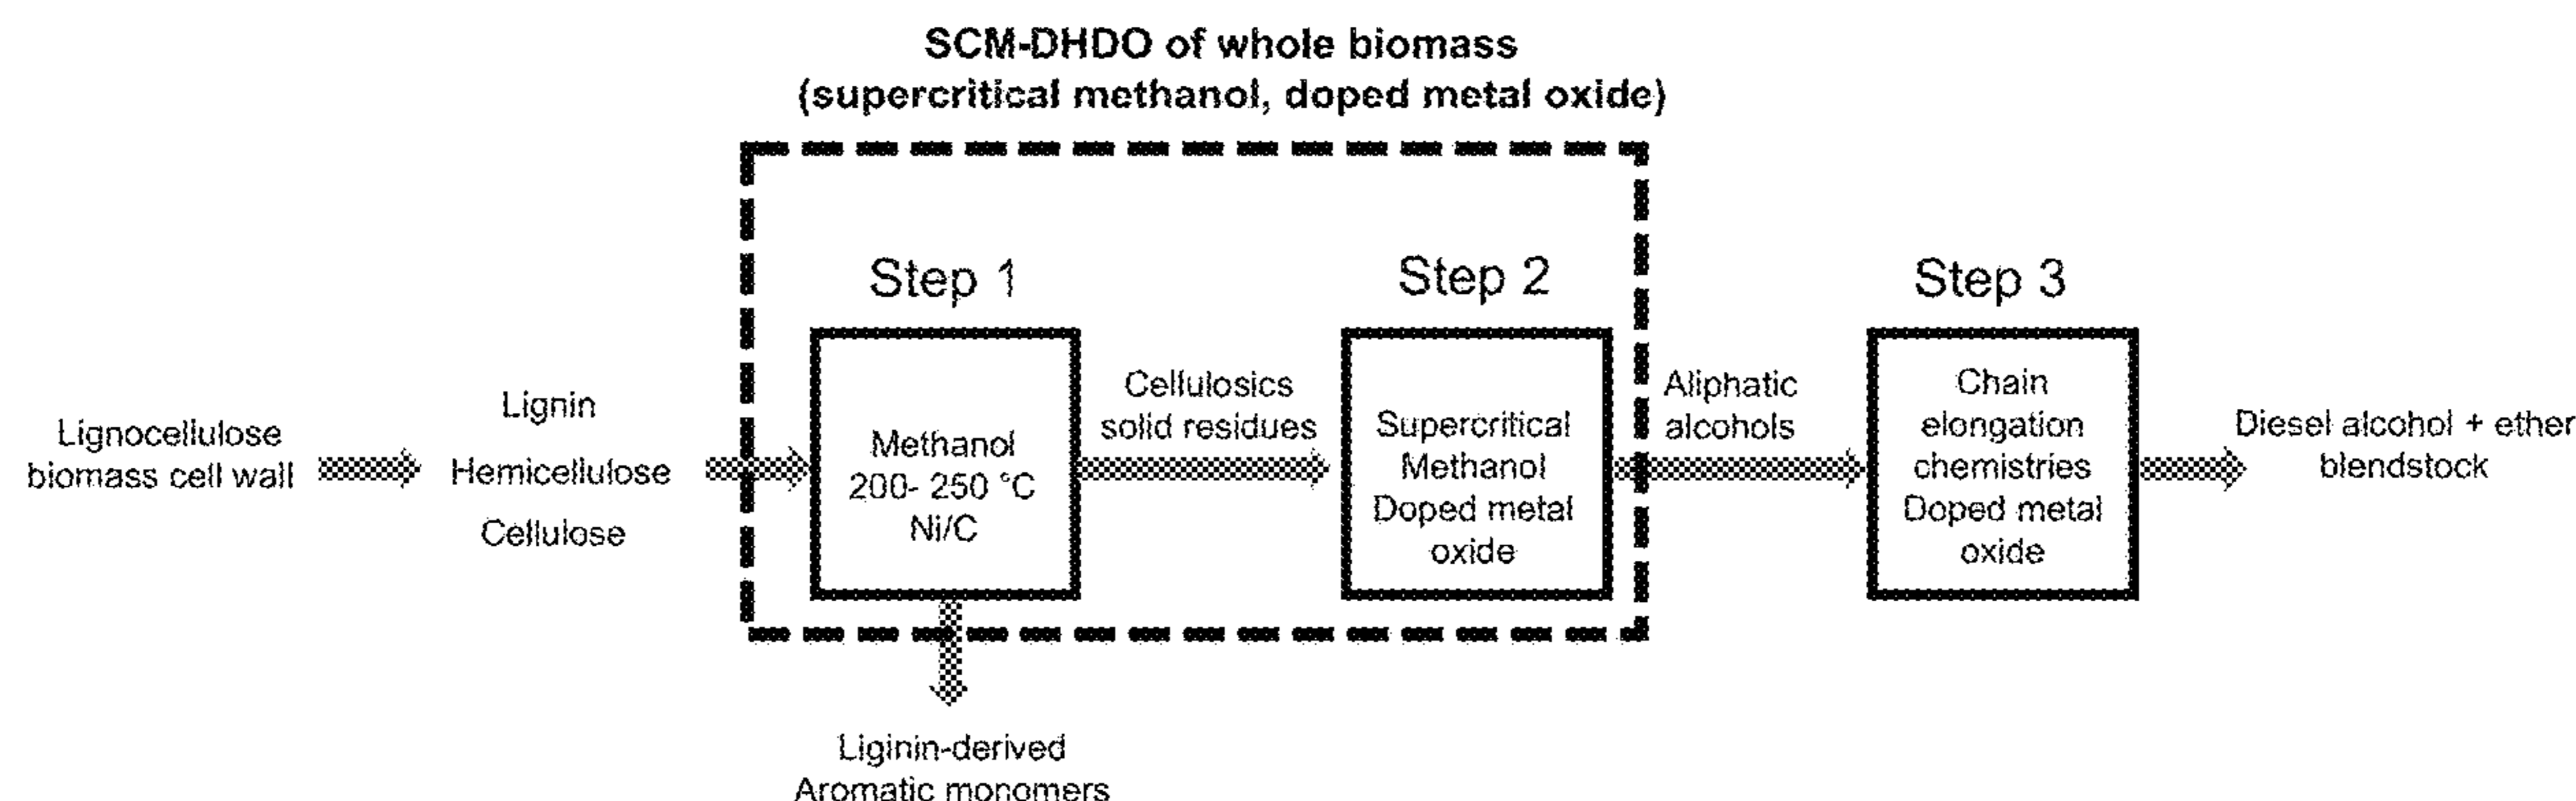 SCM-DHDO of whole biomass
(supercritical methanol, doped metal oxide)
Lignocellulose
biomass cell wall
Lignin
Hemicellulose
Cellulose
Step 1
Methanol
200- 250 °C
Ni/C
Liginin-derived
Aromatic monomers
Cellulosics
solid residues
Step 2
Supercritical
Methanol
Doped metal
oxide
Aliphatic
alcohols
Step 3
Chain
elongation
chemistries
Doped metal
oxide
Diesel alcohol + ether
blendstock